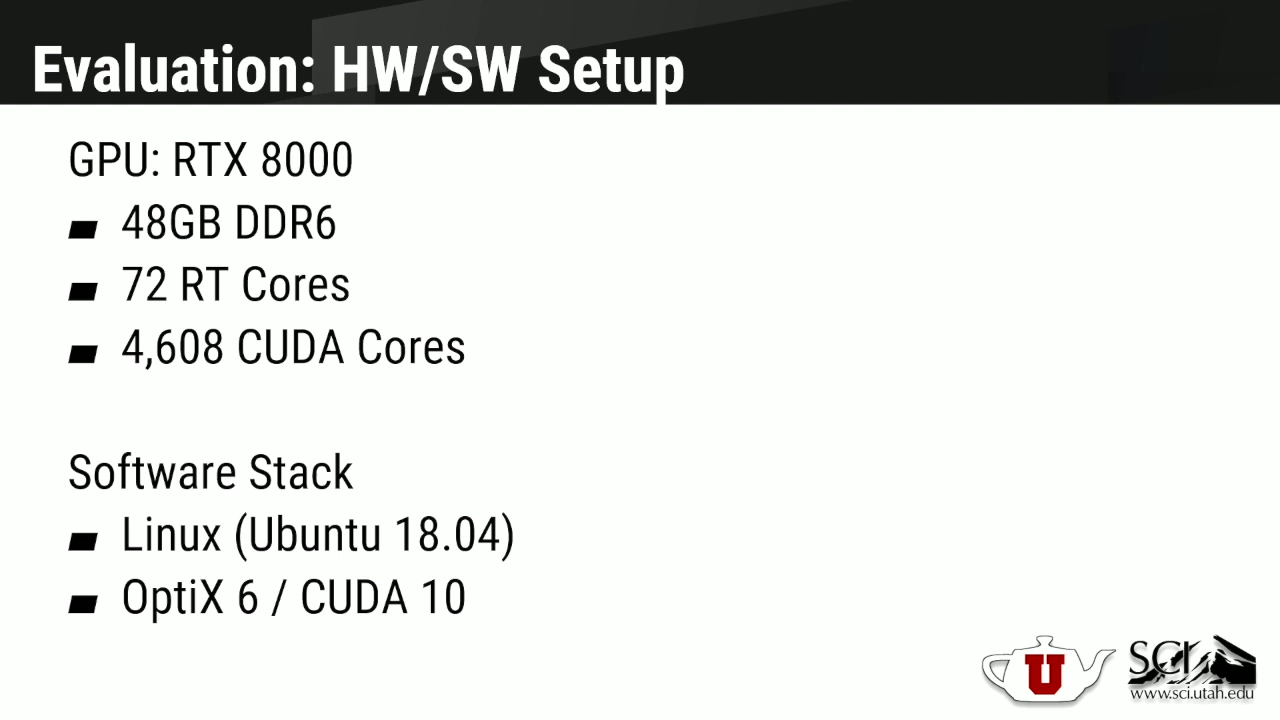 Evaluation: HW/SW Setup
GPU: RTX 8000
48GB DDR6
72 RT Cores
4,608 CUDA Cores
Software Stack
Linux (Ubuntu 18.04)
OptiX 6 / CUDA 10
U
SCI
www.sci.utah.edu